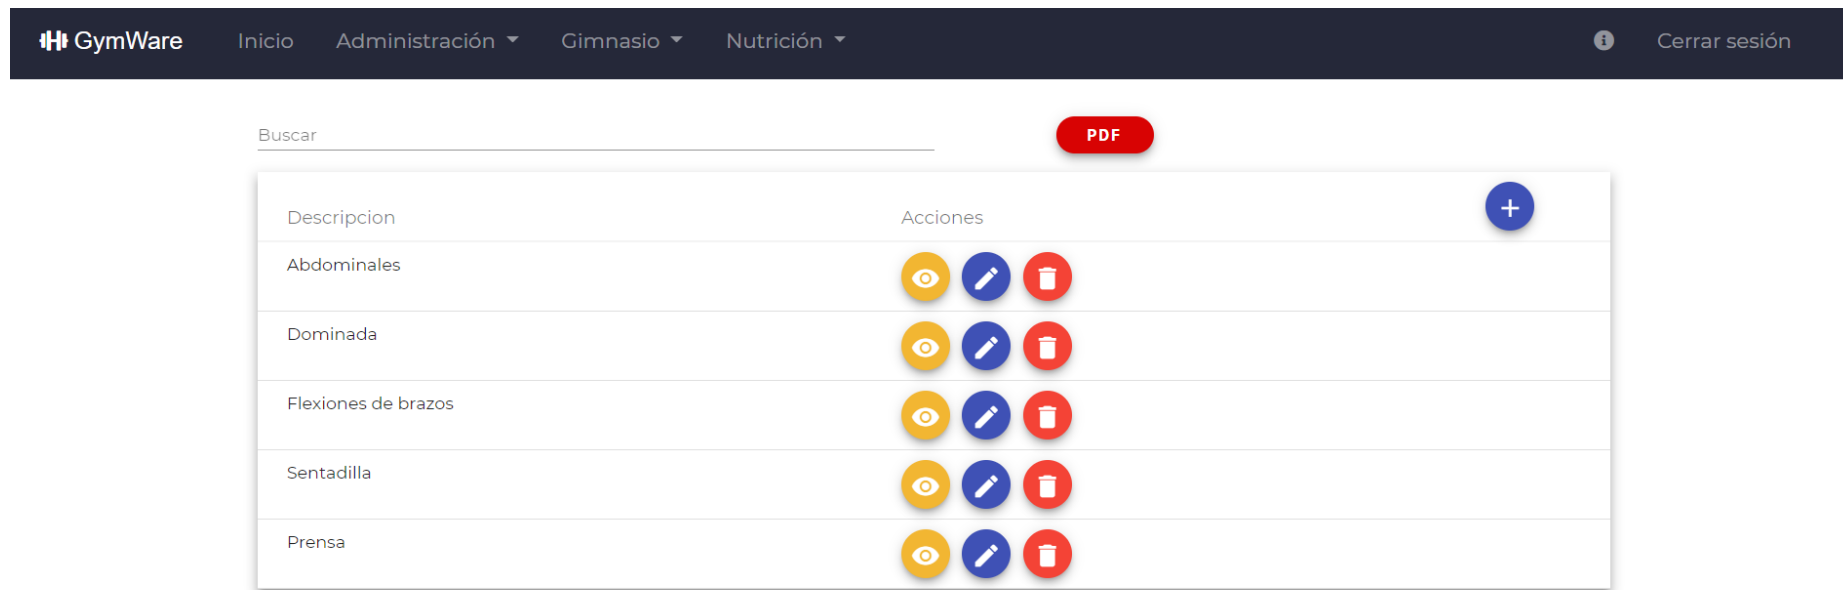 GymWare Inicio Administración Gimnasio Nutrición Cerrar sesión
Buscar PDF
Descripcion Acciones
Abdominales
Dominada
Flexiones de brazos
Sentadilla
Prensa